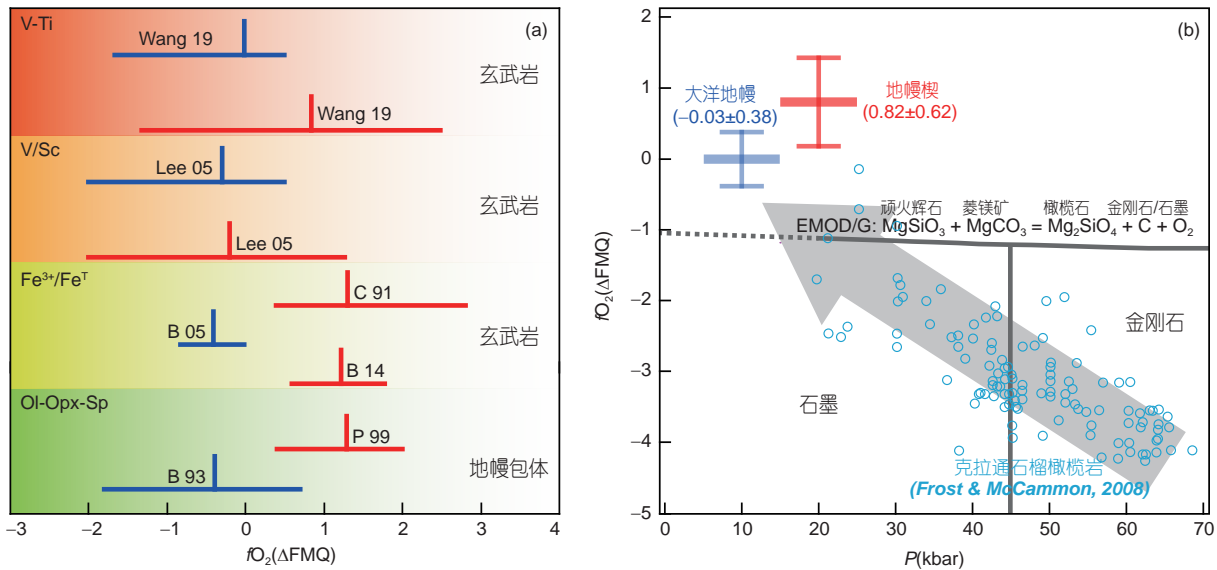 (a)
V-Ti
Wang 19
玄武岩
Wang 19
V/Sc
Lee 05
玄武岩
Lee 05
Fe³⁺/Feᵀ
C 91
B 05
玄武岩
B 14
Ol-Opx-Sp
P 99
地幔包体
B 93
−3 −2 −1 0 1 2 3 4
fO₂(ΔFMQ)
(b)
2
1
0
−1
−2
−3
−4
−5
fO₂(ΔFMQ)
大洋地幔
(−0.03±0.38)
地幔楔
(0.82±0.62)
顽火辉石 菱镁矿 橄榄石 金刚石/石墨
EMOD/G: MgSiO₃ + MgCO₃ = Mg₂SiO₄ + C + O₂
金刚石
石墨
克拉通石榴橄榄岩
(Frost & McCammon, 2008)
0 10 20 30 40 50 60 70
P(kbar)